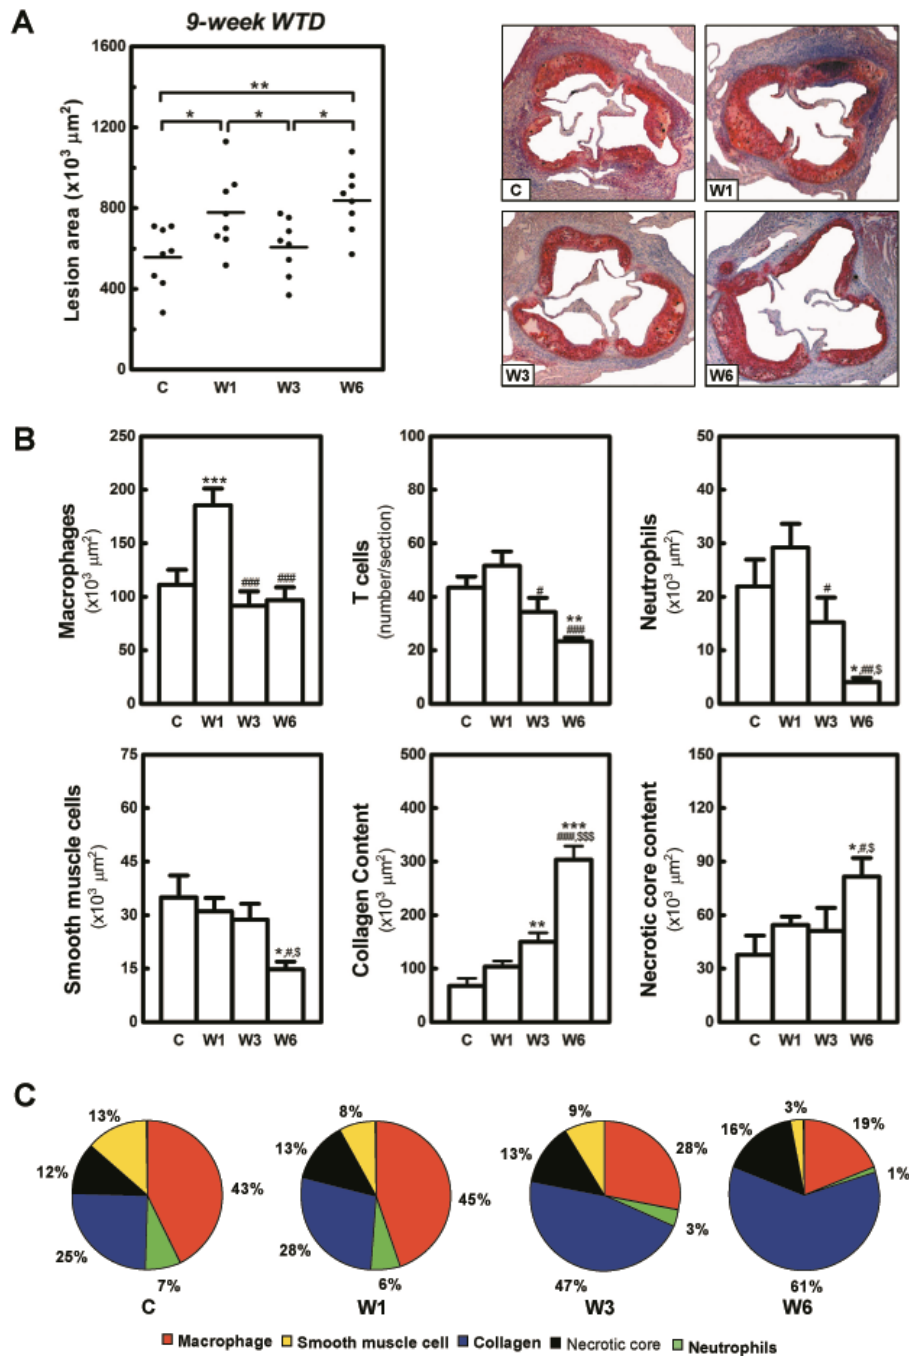 A
9-week WTD
Lesion area (x10³ μm²)
1600
1200
800
400
0
**
* * *
C W1 W3 W6
C
W1
W3
W6
B
Macrophages
(x10³ μm²)
250
200
150
100
50
0
***
###
###
C W1 W3 W6
T cells
(number/section)
100
80
60
40
20
0
#
**
###
C W1 W3 W6
Neutrophils
(x10³ μm²)
50
40
30
20
10
0
#
*,##,$
C W1 W3 W6
Smooth muscle cells
(x10³ μm²)
75
60
45
30
15
0
*,#,$
C W1 W3 W6
Collagen Content
(x10³ μm²)
500
400
300
200
100
0
**
***
###,$$$
C W1 W3 W6
Necrotic core content
(x10³ μm²)
150
120
90
60
30
0
*,#,$
C W1 W3 W6
C
13%
12%
43%
25%
7%
C
8%
13%
45%
28%
6%
W1
9%
13%
28%
3%
47%
W3
3%
16%
19%
1%
61%
W6
Macrophage Smooth muscle cell Collagen Necrotic core Neutrophils